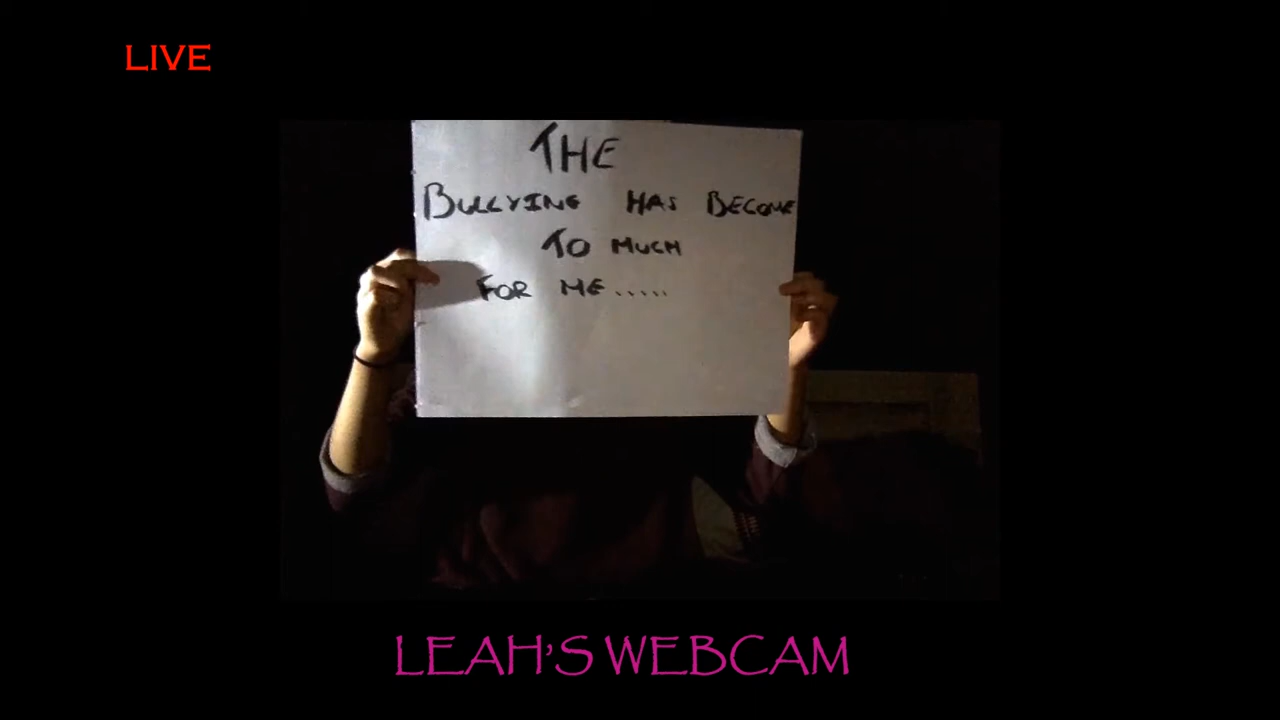 LIVE
THE
BULLYING HAS BECOME
TO MUCH
FOR ME.....
LEAH'S WEBCAM